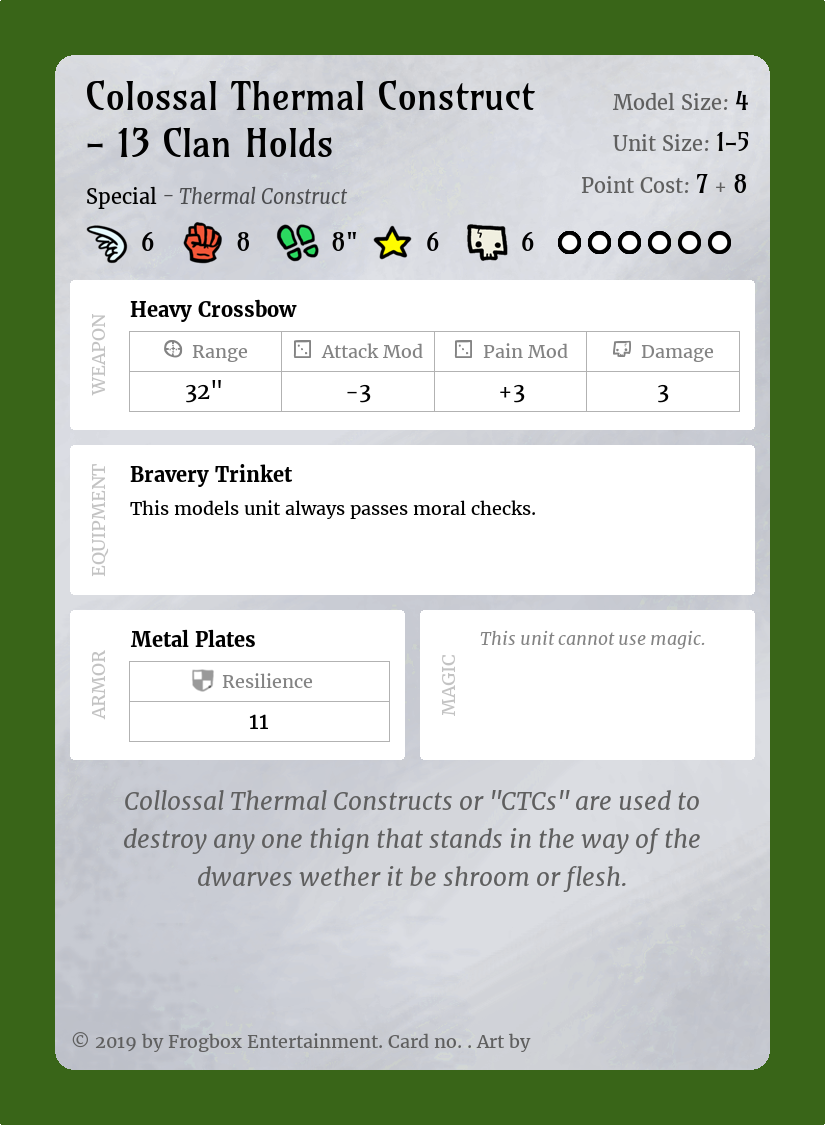 Colossal Thermal Construct
– 13 Clan Holds
Model Size: 4
Unit Size: 1–5
Point Cost: 7 + 8
Special – Thermal Construct
6 8 8" 6 6
WEAPON
Heavy Crossbow
Range Attack Mod Pain Mod Damage
32" -3 +3 3
EQUIPMENT
Bravery Trinket
This models unit always passes moral checks.
ARMOR
Metal Plates
Resilience
11
MAGIC
This unit cannot use magic.
Collossal Thermal Constructs or "CTCs" are used to
destroy any one thign that stands in the way of the
dwarves wether it be shroom or flesh.
© 2019 by Frogbox Entertainment. Card no. . Art by